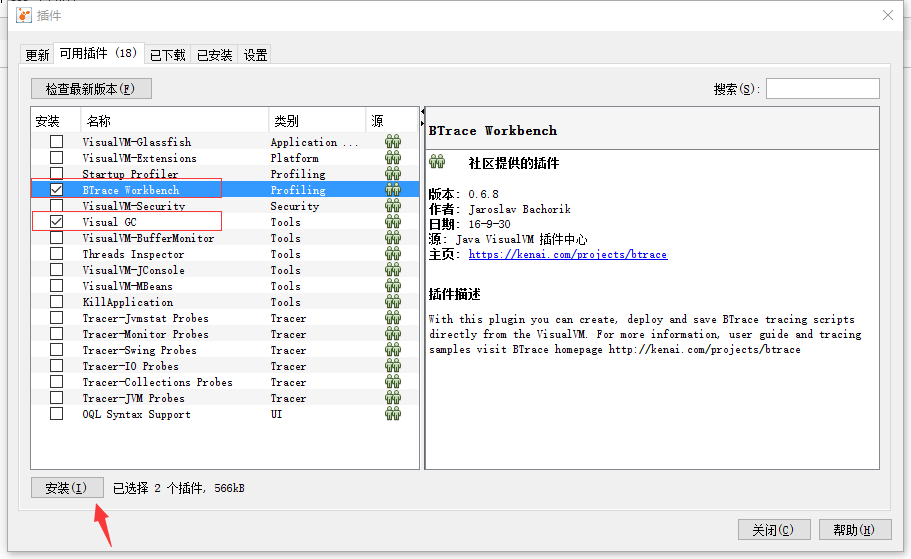 插件
更新 可用插件 (18) 已下载 已安装 设置
检查最新版本(F) 搜索(S):
安装 名称 类别 源
VisualVM-Glassfish Application ...
VisualVM-Extensions Platform
Startup Profiler Profiling
BTrace Workbench Profiling
VisualVM-Security Security
Visual GC Tools
VisualVM-BufferMonitor Tools
Threads Inspector Tools
VisualVM-JConsole Tools
VisualVM-MBeans Tools
KillApplication Tools
Tracer-Jvmstat Probes Tracer
Tracer-Monitor Probes Tracer
Tracer-Swing Probes Tracer
Tracer-IO Probes Tracer
Tracer-Collections Probes Tracer
Tracer-JVM Probes Tracer
OQL Syntax Support UI
BTrace Workbench
社区提供的插件
版本: 0.6.8
作者: Jaroslav Bachorik
日期: 16-9-30
源: Java VisualVM 插件中心
主页: https://kenai.com/projects/btrace
插件描述
With this plugin you can create, deploy and save BTrace tracing scripts
directly from the VisualVM. For more information, user guide and tracing
samples visit BTrace homepage http://kenai.com/projects/btrace
安装(I) 已选择 2 个插件, 566kB
关闭(C) 帮助(H)